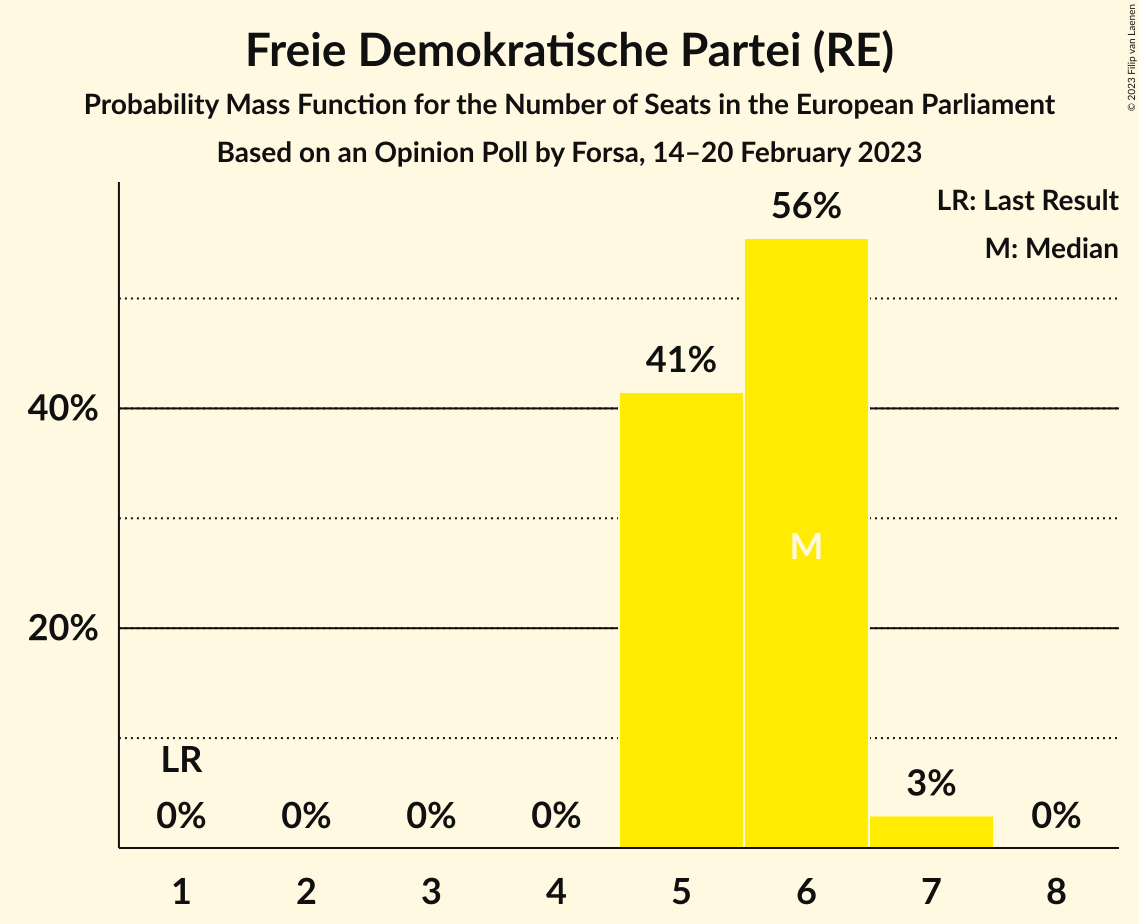 Freie Demokratische Partei (RE)
Probability Mass Function for the Number of Seats in the European Parliament
Based on an Opinion Poll by Forsa, 14–20 February 2023
© 2023 Filip van Laenen
LR: Last Result
M: Median
56%
41%
40%
M
20%
LR
3%
0% 0% 0% 0% 0%
1 2 3 4 5 6 7 8